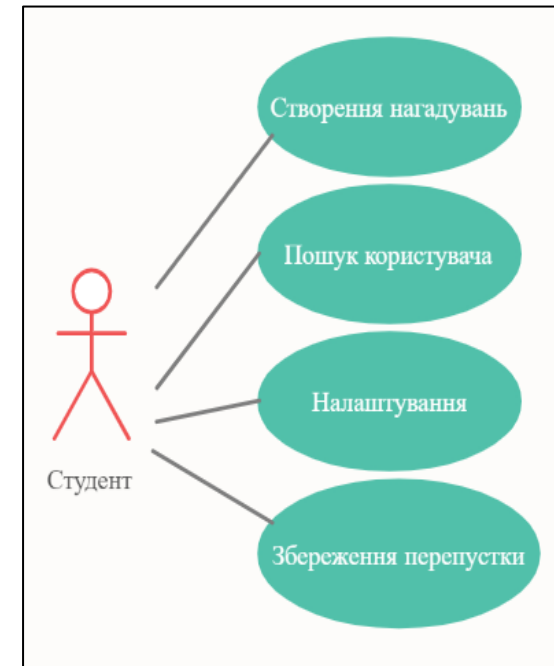 Створення нагадувань
Пошук користувача
Налаштування
Студент
Збереження перепустки